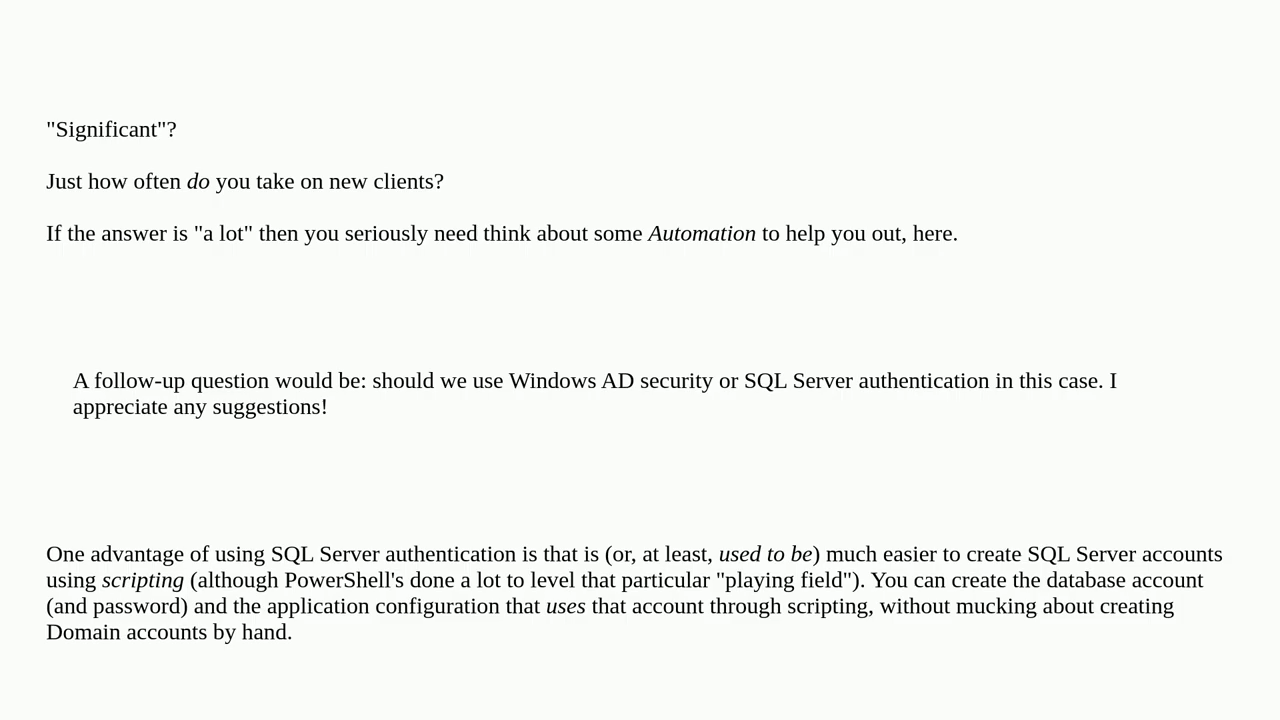 "Significant"?
Just how often do you take on new clients?
If the answer is "a lot" then you seriously need think about some Automation to help you out, here.
A follow-up question would be: should we use Windows AD security or SQL Server authentication in this case. I
appreciate any suggestions!
One advantage of using SQL Server authentication is that is (or, at least, used to be) much easier to create SQL Server accounts
using scripting (although PowerShell's done a lot to level that particular "playing field"). You can create the database account
(and password) and the application configuration that uses that account through scripting, without mucking about creating
Domain accounts by hand.